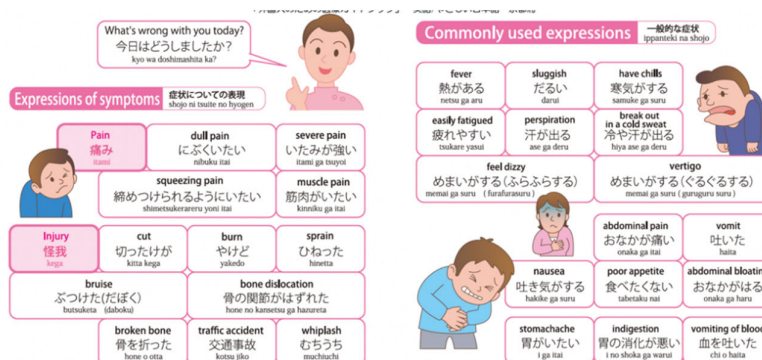 What's wrong with you today?
今日はどうしましたか?
kyo wa doshimashita ka?
Expressions of symptoms
症状についての表現
shojo ni tsuite no hyogen
Pain
痛み
itami
dull pain
にぶくいたい
nibuku itai
severe pain
いたみが強い
itami ga tsuyoi
squeezing pain
締めつけられるようにいたい
shimetsukerareru yoni itai
muscle pain
筋肉がいたい
kinniku ga itai
Injury
怪我
kega
cut
切ったけが
kitta kega
burn
やけど
yakedo
sprain
ひねった
hinetta
bruise
ぶつけた(だぼく)
butsuketa (daboku)
bone dislocation
骨の関節がはずれた
hone no kansetsu ga hazureta
broken bone
骨を折った
hone o otta
traffic accident
交通事故
kotsu jiko
whiplash
むちうち
muchiuchi
Commonly used expressions
一般的な症状
ippanteki na shojo
fever
熱がある
netsu ga aru
sluggish
だるい
darui
have chills
寒気がする
samuke ga suru
easily fatigued
疲れやすい
tsukare yasui
perspiration
汗が出る
ase ga deru
break out
in a cold sweat
冷や汗が出る
hiya ase ga deru
feel dizzy
めまいがする(ふらふらする)
memai ga suru ( furafurasuru )
vertigo
めまいがする(ぐるぐるする)
memai ga suru ( guruguru suru )
abdominal pain
おなかが痛い
onaka ga itai
vomit
吐いた
haita
nausea
吐き気がする
hakike ga suru
poor appetite
食べたくない
tabetaku nai
abdominal bloatin
おなかがはる
onaka ga haru
stomachache
胃がいたい
i ga itai
indigestion
胃の消化が悪い
i no shoka ga warui
vomiting of blood
血を吐いた
chi o haita